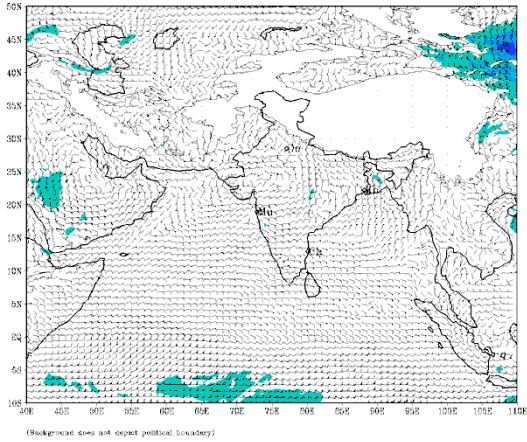 50N
45N
40N
35N
30N
25N
20N
15N
10N
5N
EQ
5S
10S
40E 45E 50E 55E 60E 65E 70E 75E 80E 85E 90E 95E 100E 105E 110E
(Background does not depict political boundary)